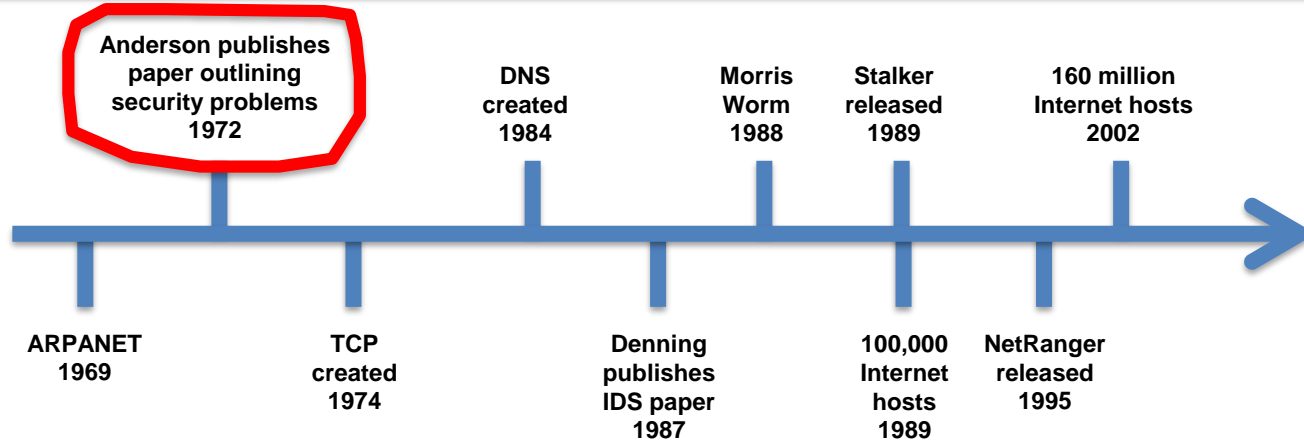 Anderson publishes
paper outlining
security problems
1972
DNS
created
1984
Morris
Worm
1988
Stalker
released
1989
160 million
Internet hosts
2002
ARPANET
1969
TCP
created
1974
Denning
publishes
IDS paper
1987
100,000
Internet
hosts
1989
NetRanger
released
1995